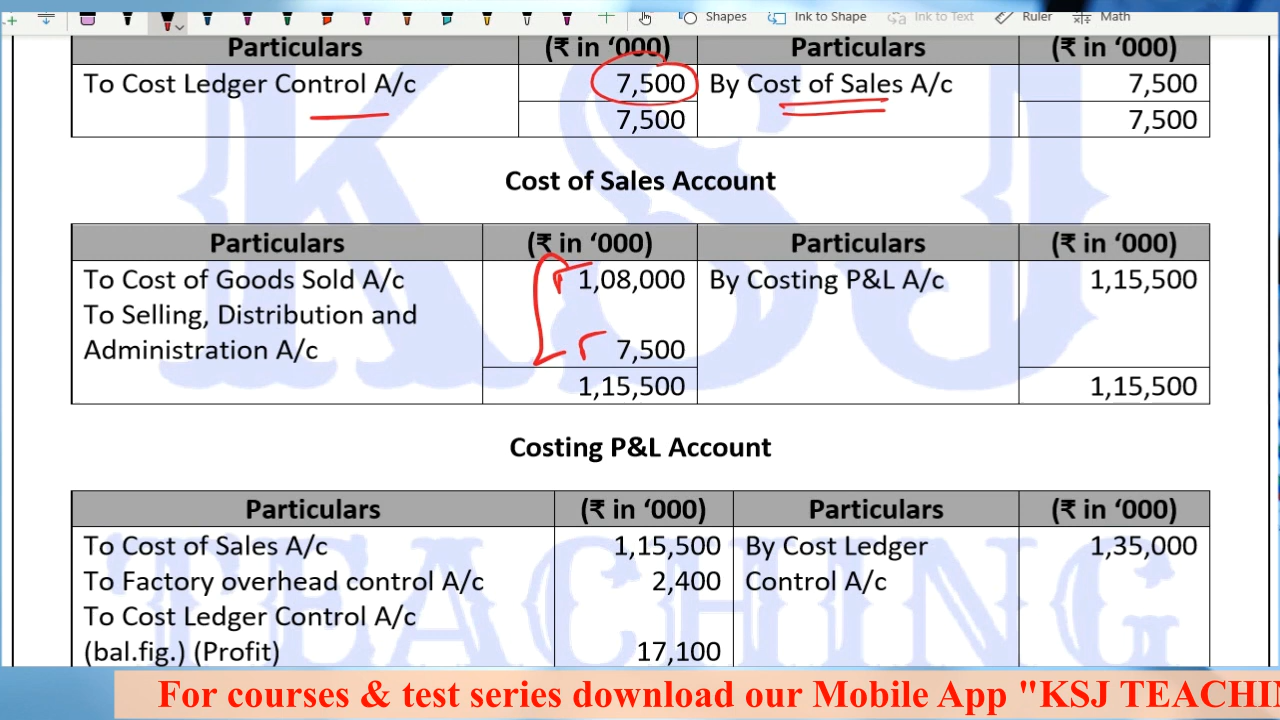 Shapes Ink to Shape Ink to Text Ruler Math
Particulars (₹ in ‘000) Particulars (₹ in ‘000)
To Cost Ledger Control A/c 7,500 By Cost of Sales A/c 7,500
7,500 7,500
Cost of Sales Account
Particulars (₹ in ‘000) Particulars (₹ in ‘000)
To Cost of Goods Sold A/c 1,08,000 By Costing P&L A/c 1,15,500
To Selling, Distribution and
Administration A/c 7,500
1,15,500 1,15,500
Costing P&L Account
Particulars (₹ in ‘000) Particulars (₹ in ‘000)
To Cost of Sales A/c 1,15,500 By Cost Ledger 1,35,000
To Factory overhead control A/c 2,400 Control A/c
To Cost Ledger Control A/c
(bal.fig.) (Profit) 17,100
KSJ
TEACHING
For courses & test series download our Mobile App "KSJ TEACHI